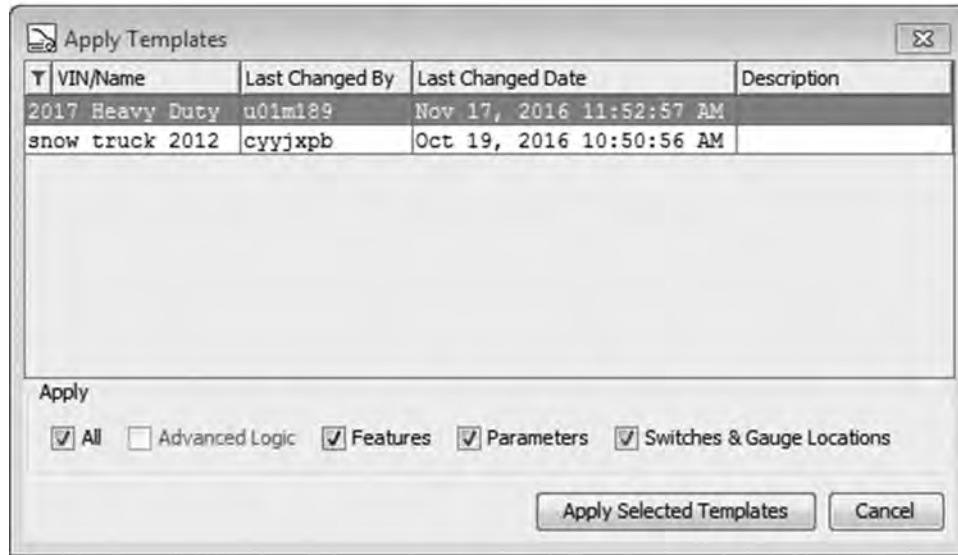 Apply Templates
VIN/Name Last Changed By Last Changed Date Description
2017 Heavy Duty u01m189 Nov 17, 2016 11:52:57 AM
snow truck 2012 cyyjxpb Oct 19, 2016 10:50:56 AM
Apply
All Advanced Logic Features Parameters Switches & Gauge Locations
Apply Selected Templates Cancel